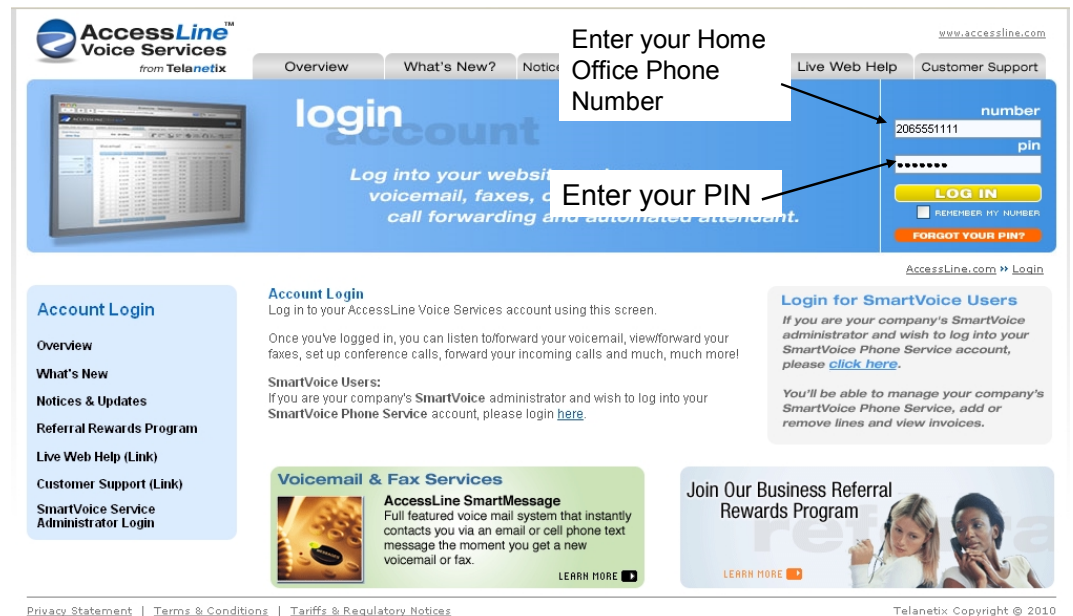 AccessLine™
Voice Services
from Telanetix
www.accessline.com
Overview
What's New?
Notice
Live Web Help
Customer Support
Enter your Home
Office Phone
Number
login
account
Log into your websi
voicemail, faxes, c
call forwarding and automated attendant.
Enter your PIN
number
2065551111
pin
•••••••
LOG IN
REMEMBER MY NUMBER
FORGOT YOUR PIN?
AccessLine.com » Login
Account Login
Overview
What's New
Notices & Updates
Referral Rewards Program
Live Web Help (Link)
Customer Support (Link)
SmartVoice Service
Administrator Login
Account Login
Log in to your AccessLine Voice Services account using this screen.
Once you've logged in, you can listen to/forward your voicemail, view/forward your
faxes, set up conference calls, forward your incoming calls and much, much more!
SmartVoice Users:
If you are your company's SmartVoice administrator and wish to log into your
SmartVoice Phone Service account, please login here.
Login for SmartVoice Users
If you are your company's SmartVoice
administrator and wish to log into your
SmartVoice Phone Service account,
please click here.
You'll be able to manage your company's
SmartVoice Phone Service, add or
remove lines and view invoices.
Voicemail & Fax Services
AccessLine SmartMessage
Full featured voice mail system that instantly
contacts you via an email or cell phone text
message the moment you get a new
voicemail or fax.
LEARN MORE
Join Our Business Referral
Rewards Program
referra
LEARN MORE
Privacy Statement | Terms & Conditions | Tariffs & Regulatory Notices
Telanetix Copyright © 2010